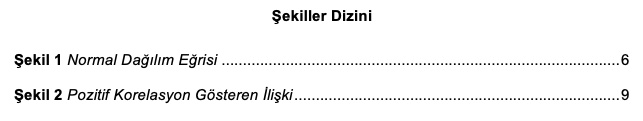 Şekiller Dizini
Şekil 1 Normal Dağılım Eğrisi ..............................................................................................6
Şekil 2 Pozitif Korelasyon Gösteren İlişki.............................................................................9